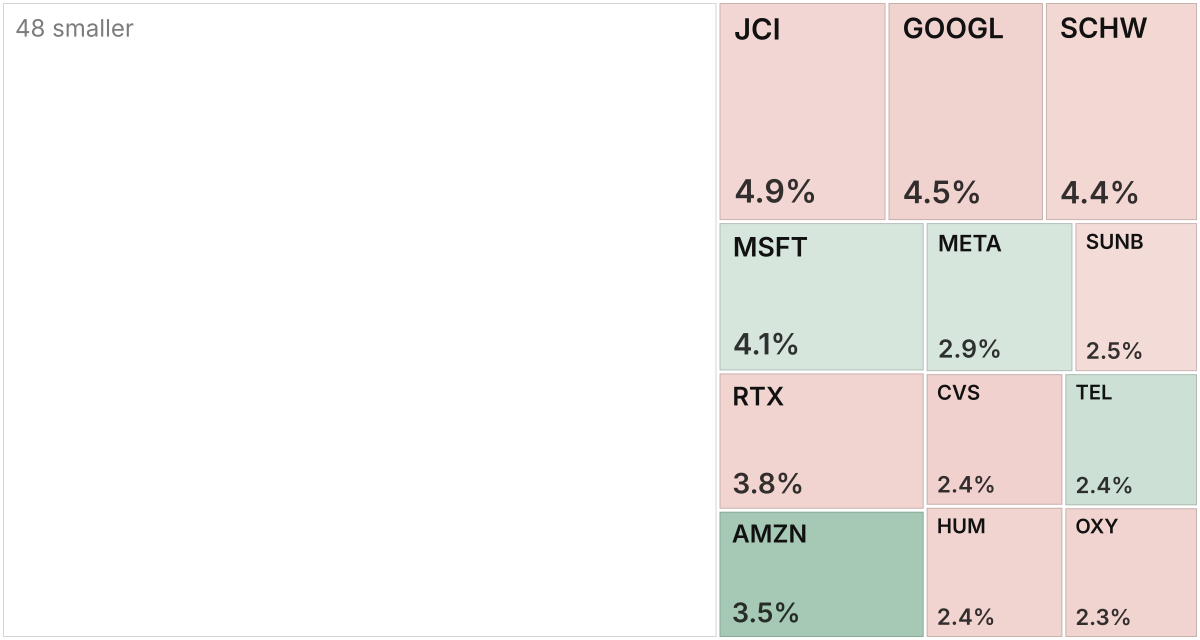 48 smaller
JCI
4.9%
GOOGL
4.5%
SCHW
4.4%
MSFT
4.1%
META
2.9%
SUNB
2.5%
RTX
3.8%
CVS
2.4%
TEL
2.4%
AMZN
3.5%
HUM
2.4%
OXY
2.3%